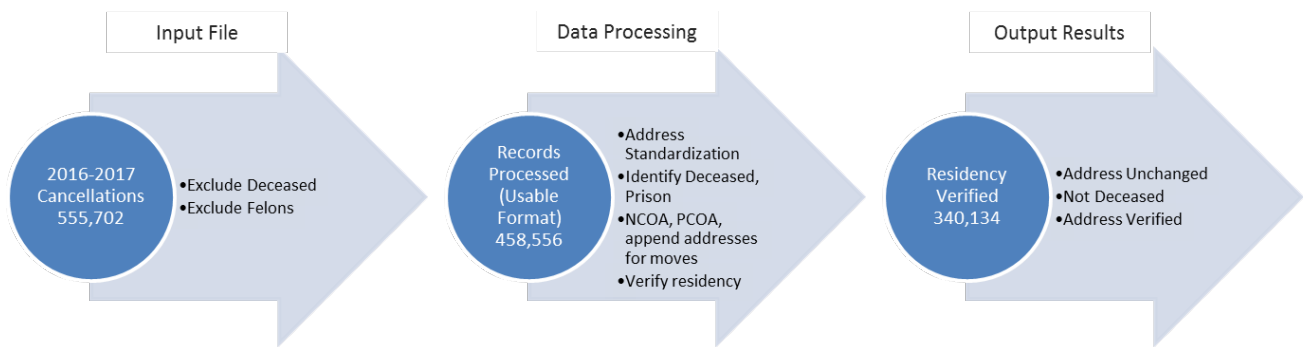 Input File
2016-2017
Cancellations
555,702
•Exclude Deceased
•Exclude Felons
Data Processing
Records
Processed
(Usable
Format)
458,556
•Address
Standardization
•Identify Deceased,
Prison
•NCOA, PCOA,
append addresses
for moves
•Verify residency
Output Results
Residency
Verified
340,134
•Address Unchanged
•Not Deceased
•Address Verified